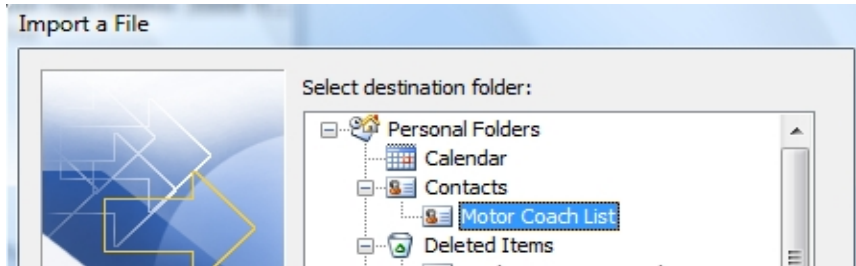 Import a File
Select destination folder:
Personal Folders
Calendar
Contacts
Motor Coach List
Deleted Items